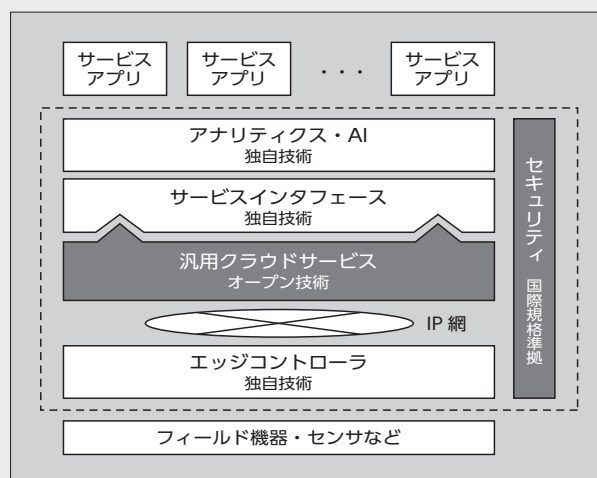 サービス
アプリ
サービス
アプリ
・・・
サービス
アプリ
アナリティクス・AI
独自技術
サービスインタフェース
独自技術
汎用クラウドサービス
オープン技術
IP 網
エッジコントローラ
独自技術
セキュリティ 国際規格準拠
フィールド機器・センサなど